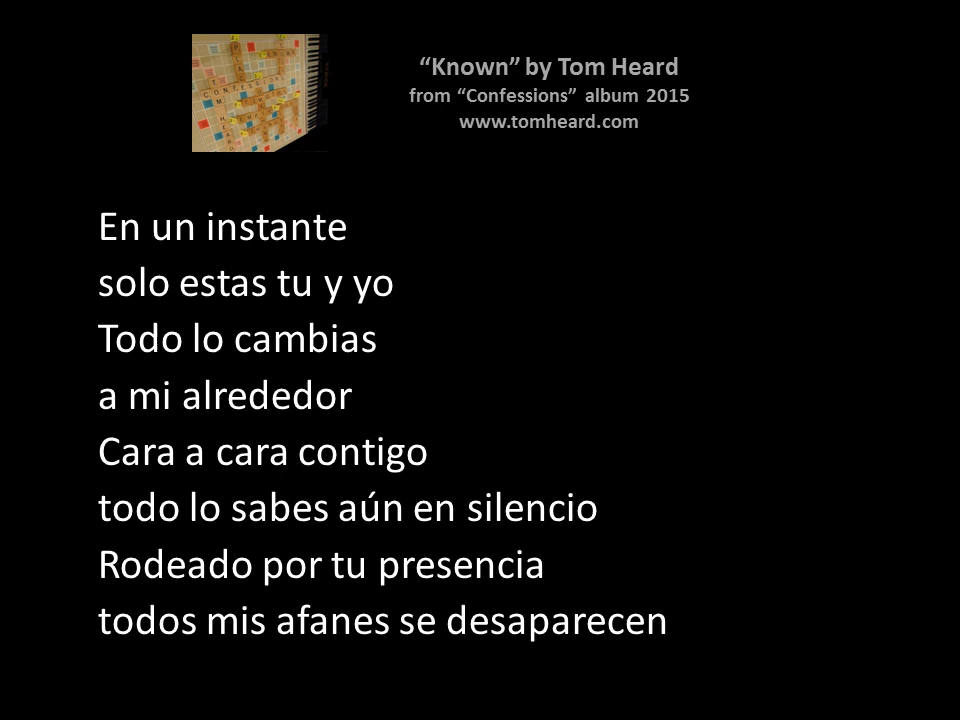 “Known” by Tom Heard
from “Confessions” album 2015
www.tomheard.com
CONFESSIONS
En un instante
solo estas tu y yo
Todo lo cambias
a mi alrededor
Cara a cara contigo
todo lo sabes aún en silencio
Rodeado por tu presencia
todos mis afanes se desaparecen